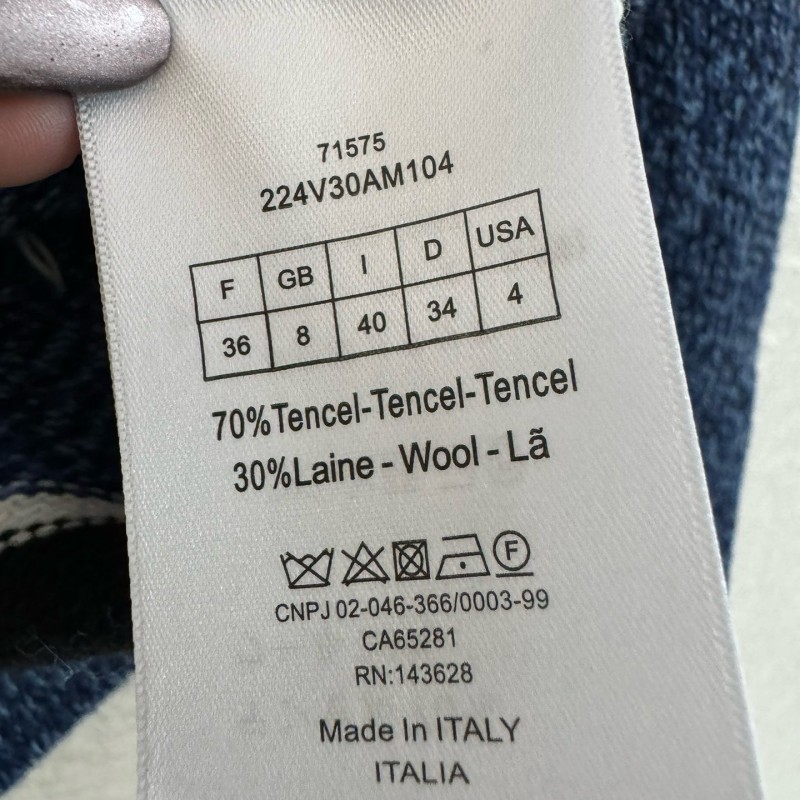 71575
224V30AM104
F GB I D USA
36 8 40 34 4
70%Tencel-Tencel-Tencel
30%Laine - Wool - Lã
F
CNPJ 02-046-366/0003-99
CA65281
RN:143628
Made In ITALY
ITALIA